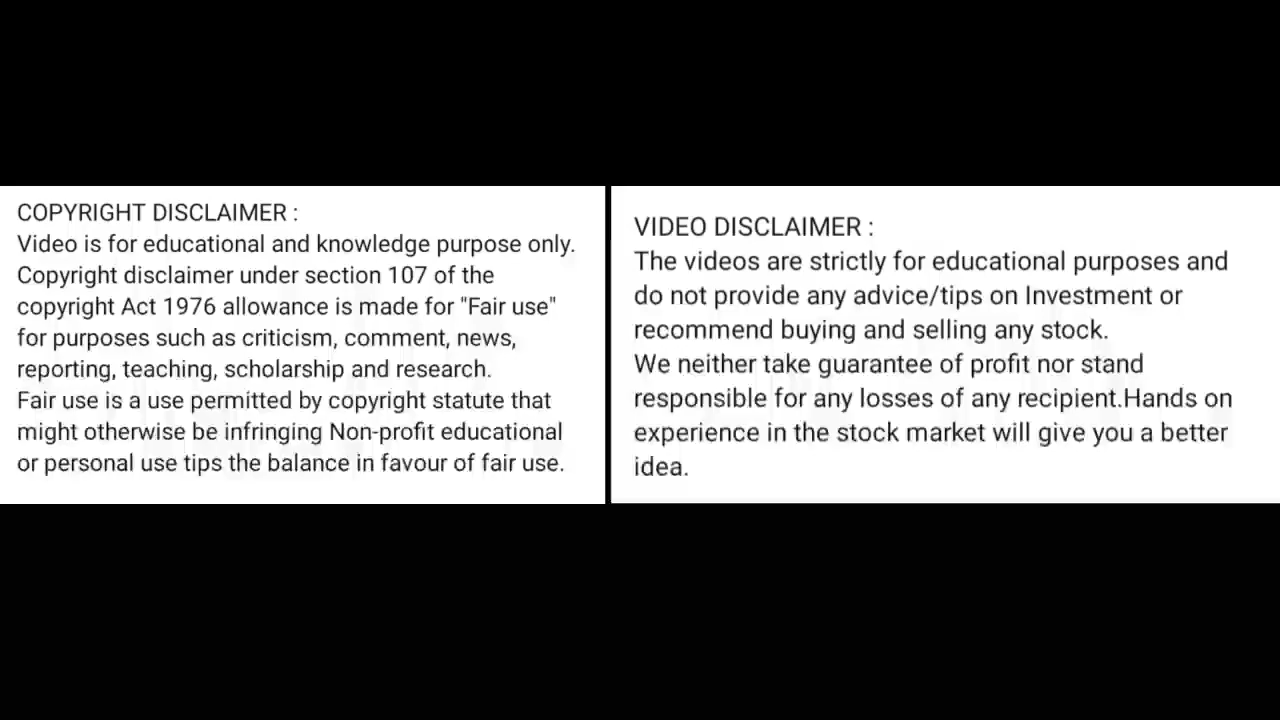 COPYRIGHT DISCLAIMER :
Video is for educational and knowledge purpose only.
Copyright disclaimer under section 107 of the
copyright Act 1976 allowance is made for "Fair use"
for purposes such as criticism, comment, news,
reporting, teaching, scholarship and research.
Fair use is a use permitted by copyright statute that
might otherwise be infringing Non-profit educational
or personal use tips the balance in favour of fair use.
VIDEO DISCLAIMER :
The videos are strictly for educational purposes and
do not provide any advice/tips on Investment or
recommend buying and selling any stock.
We neither take guarantee of profit nor stand
responsible for any losses of any recipient.Hands on
experience in the stock market will give you a better
idea.